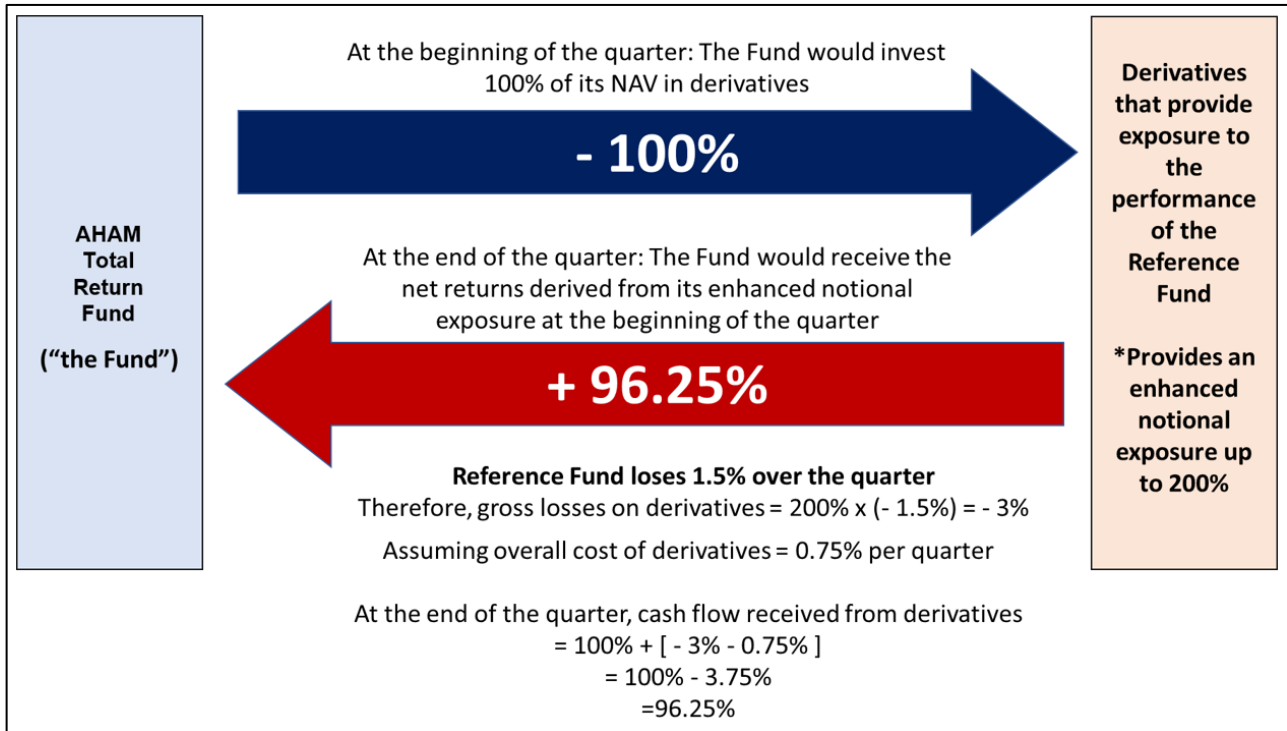 AHAM
Total
Return
Fund
("the Fund")
At the beginning of the quarter: The Fund would invest
100% of its NAV in derivatives
- 100%
At the end of the quarter: The Fund would receive the
net returns derived from its enhanced notional
exposure at the beginning of the quarter
+ 96.25%
Reference Fund loses 1.5% over the quarter
Therefore, gross losses on derivatives = 200% x (- 1.5%) = - 3%
Assuming overall cost of derivatives = 0.75% per quarter
At the end of the quarter, cash flow received from derivatives
= 100% + [ - 3% - 0.75% ]
= 100% - 3.75%
=96.25%
Derivatives
that provide
exposure to
the
performance
of the
Reference
Fund
*Provides an
enhanced
notional
exposure up
to 200%